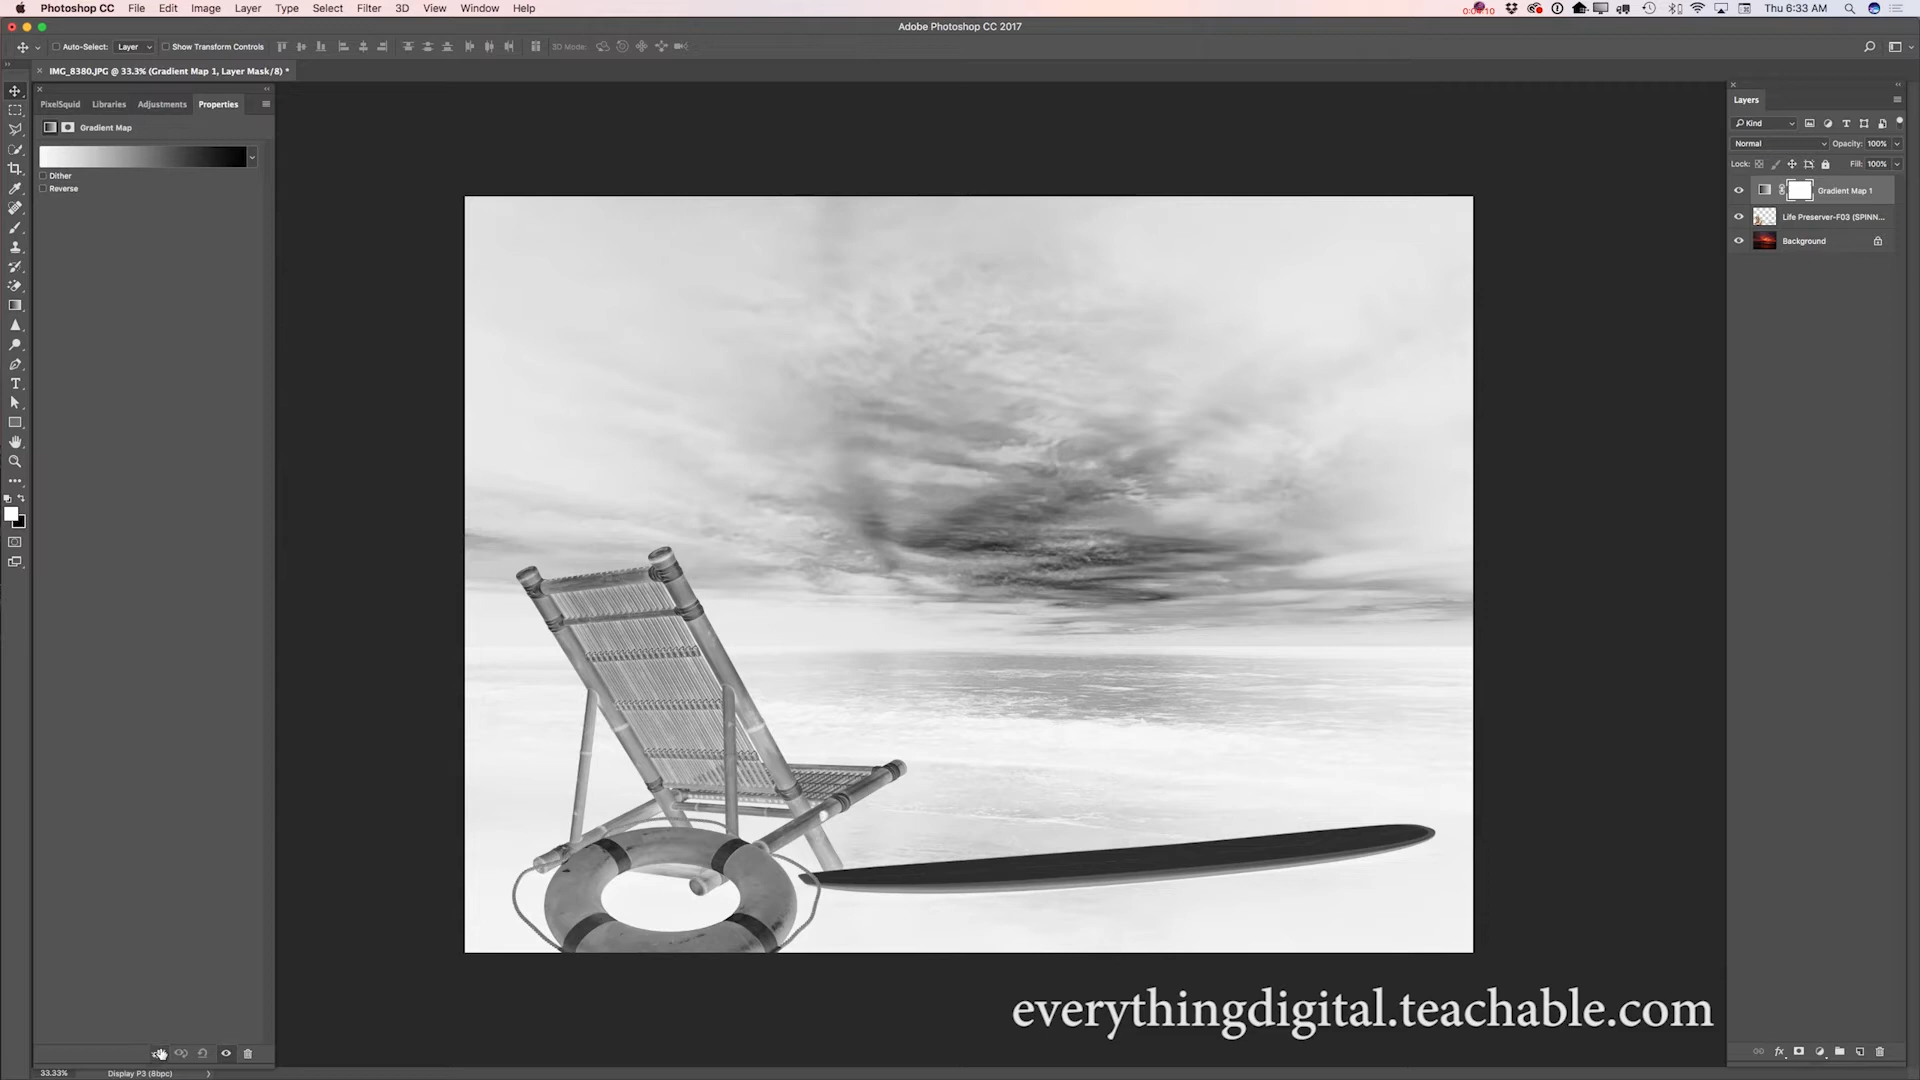 Photoshop CC File Edit Image Layer Type Select Filter 3D View Window Help Thu 6:33 AM
Adobe Photoshop CC 2017
Auto-Select: Layer Show Transform Controls 3D Mode:
IMG_8380.JPG @ 33.3% (Gradient Map 1, Layer Mask/8) *
PixelSquid Libraries Adjustments Properties
Gradient Map
Dither
Reverse
Layers
Kind
Normal Opacity: 100%
Lock: Fill: 100%
Gradient Map 1
Life Preserver-F03 (SPINN...
Background
everythingdigital.teachable.com
33.33% Display P3 (8bpc)